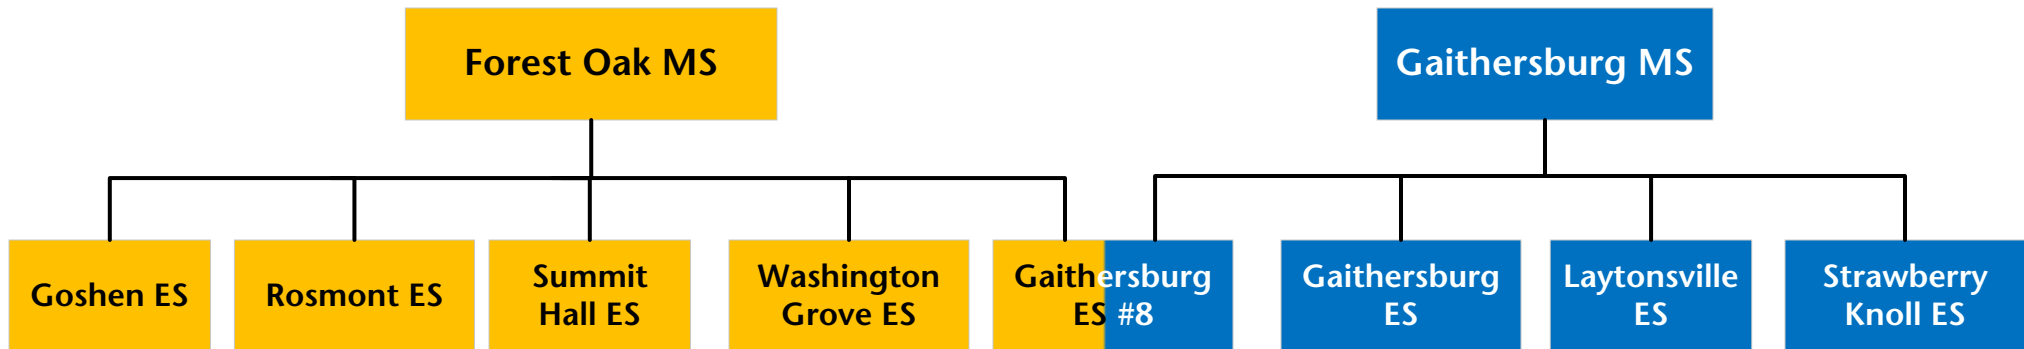 Forest Oak MS
Gaithersburg MS
Goshen ES
Rosmont ES
Summit
Hall ES
Washington
Grove ES
Gaithersburg
ES #8
Gaithersburg
ES
Laytonsville
ES
Strawberry
Knoll ES